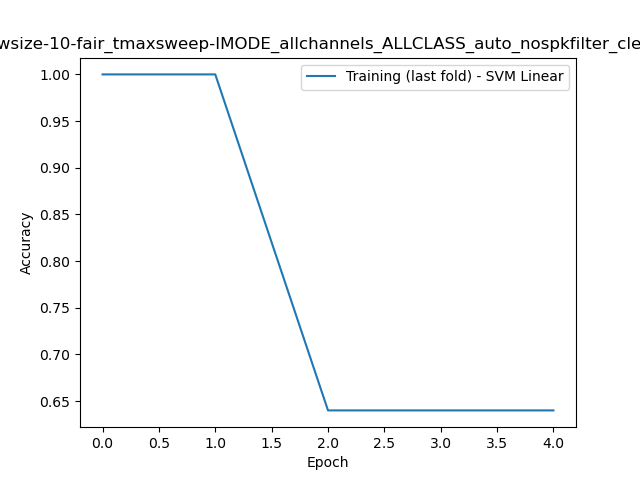 wsize-10-fair_tmaxsweep-IMODE_allchannels_ALLCLASS_auto_nospkfilter_cle
Training (last fold) - SVM Linear
Accuracy
1.00
0.95
0.90
0.85
0.80
0.75
0.70
0.65
0.0 0.5 1.0 1.5 2.0 2.5 3.0 3.5 4.0
Epoch